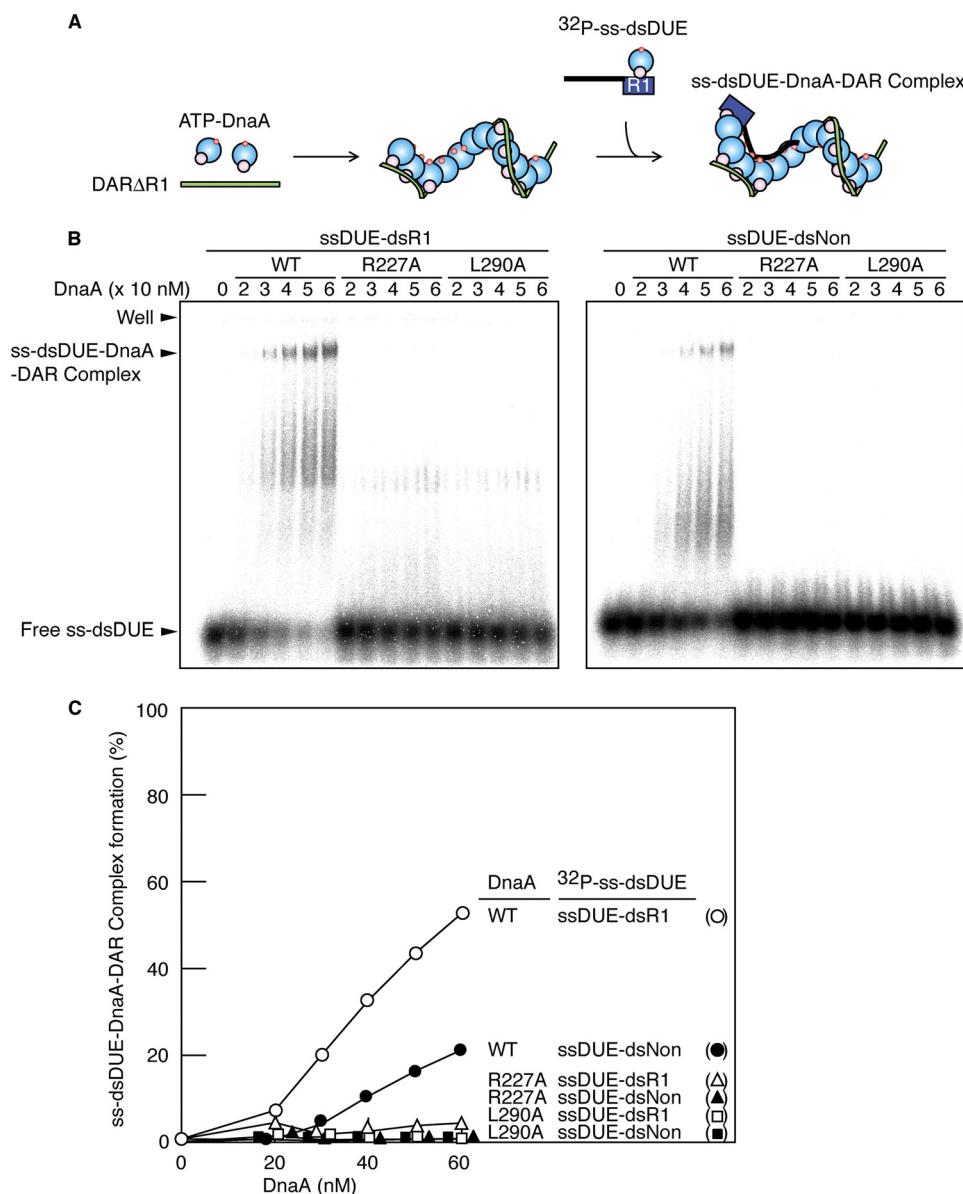 A
32P-ss-dsDUE
R1
ss-dsDUE-DnaA-DAR Complex
ATP-DnaA
DARΔR1
B
ssDUE-dsR1
ssDUE-dsNon
WT R227A L290A
WT R227A L290A
DnaA (x 10 nM) 0 2 3 4 5 6 2 3 4 5 6 2 3 4 5 6
0 2 3 4 5 6 2 3 4 5 6 2 3 4 5 6
Well
ss-dsDUE-DnaA
-DAR Complex
Free ss-dsDUE
C
ss-dsDUE-DnaA-DAR Complex formation (%)
100
80
60
40
20
0
DnaA 32P-ss-dsDUE
WT ssDUE-dsR1 (○)
WT ssDUE-dsNon (●)
R227A ssDUE-dsR1 (△)
R227A ssDUE-dsNon (▲)
L290A ssDUE-dsR1 (□)
L290A ssDUE-dsNon (■)
0 20 40 60
DnaA (nM)